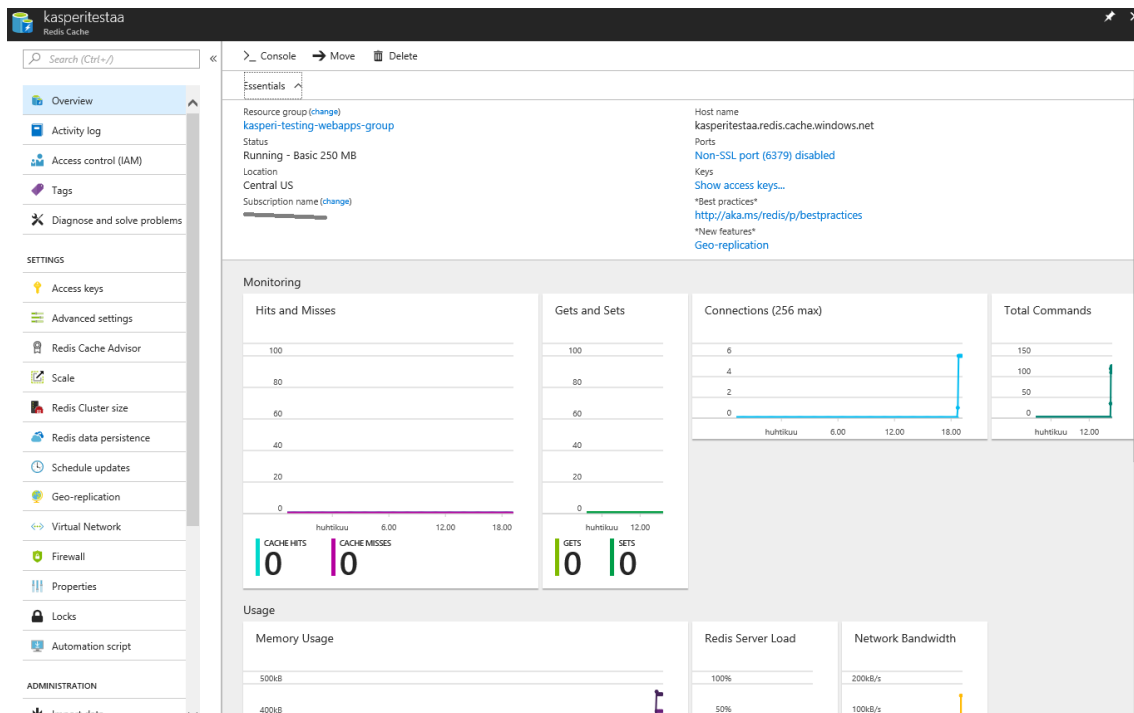 kasperitestaa
Redis Cache
Search (Ctrl+/)
«
Overview
Activity log
Access control (IAM)
Tags
Diagnose and solve problems
SETTINGS
Access keys
Advanced settings
Redis Cache Advisor
Scale
Redis Cluster size
Redis data persistence
Schedule updates
Geo-replication
Virtual Network
Firewall
Properties
Locks
Automation script
ADMINISTRATION
>_ Console → Move Delete
Essentials
Resource group (change)
kasperi-testing-webapps-group
Status
Running - Basic 250 MB
Location
Central US
Subscription name (change)
Host name
kasperitestaa.redis.cache.windows.net
Ports
Non-SSL port (6379) disabled
Keys
Show access keys...
*Best practices*
http://aka.ms/redis/p/bestpractices
*New features*
Geo-replication
Monitoring
Hits and Misses
100
80
60
40
20
0
huhtikuu 6.00 12.00 18.00
CACHE HITS CACHE MISSES
0 0
Gets and Sets
100
80
60
40
20
0
huhtikuu 12.00
GETS SETS
0 0
Connections (256 max)
6
4
2
0
huhtikuu 6.00 12.00 18.00
Total Commands
150
100
50
0
huhtikuu 12.00
Usage
Memory Usage
500kB
400kB
Redis Server Load
100%
50%
Network Bandwidth
200kB/s
100kB/s